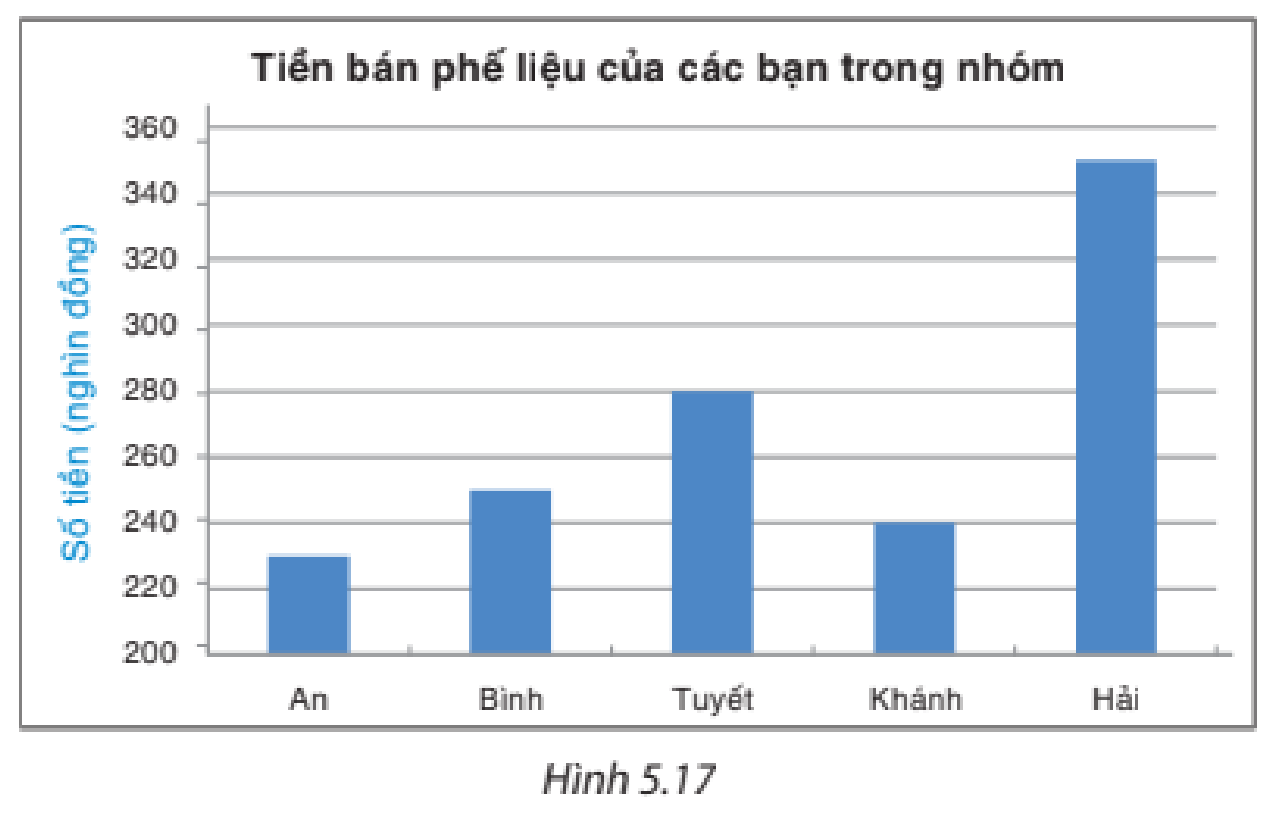 Tiền bán phế liệu của các bạn trong nhóm
Số tiền (nghìn đồng)
360
340
320
300
280
260
240
220
200
An Bình Tuyết Khánh Hải
Hình 5.17